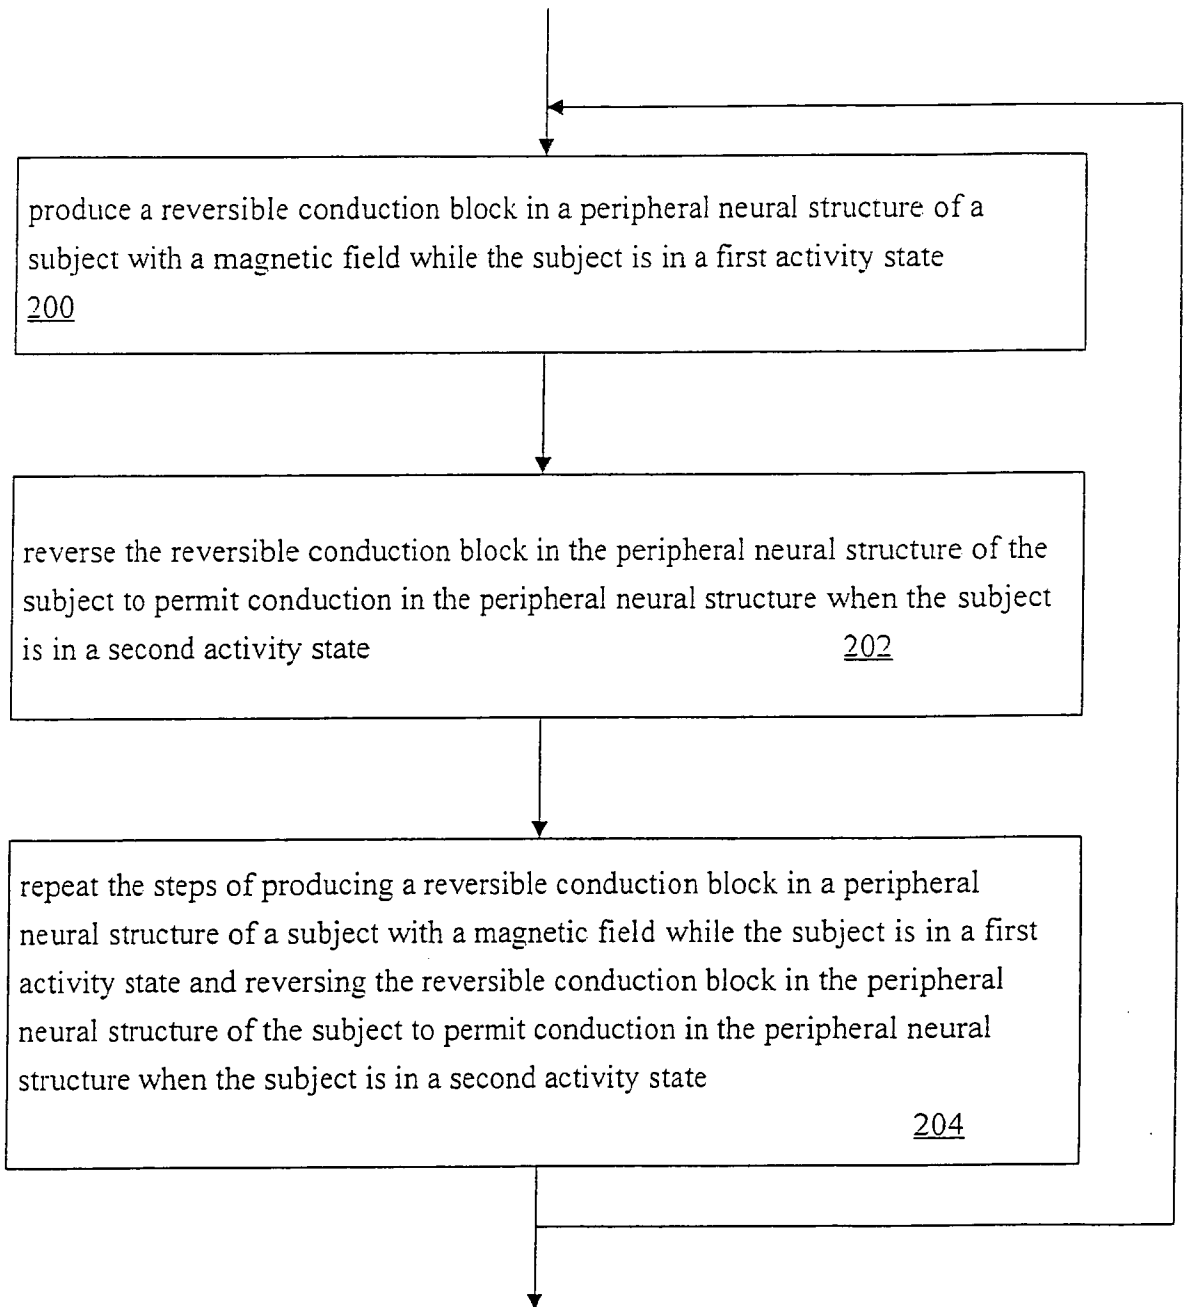 produce a reversible conduction block in a peripheral neural structure of a
subject with a magnetic field while the subject is in a first activity state
200
reverse the reversible conduction block in the peripheral neural structure of the
subject to permit conduction in the peripheral neural structure when the subject
is in a second activity state 202
repeat the steps of producing a reversible conduction block in a peripheral
neural structure of a subject with a magnetic field while the subject is in a first
activity state and reversing the reversible conduction block in the peripheral
neural structure of the subject to permit conduction in the peripheral neural
structure when the subject is in a second activity state
204